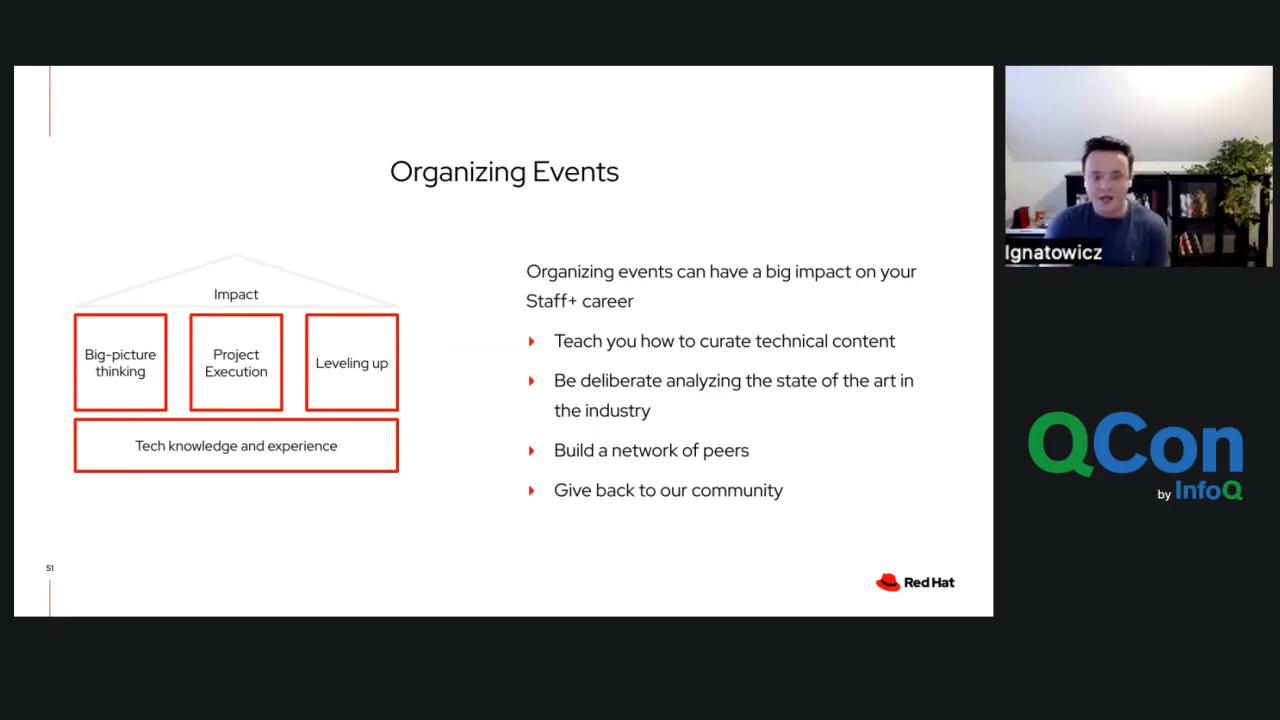 Organizing Events
Impact
Big-picture
thinking
Project
Execution
Leveling up
Tech knowledge and experience
Organizing events can have a big impact on your
Staff+ career
Teach you how to curate technical content
Be deliberate analyzing the state of the art in
the industry
Build a network of peers
Give back to our community
51
Red Hat
Ignatowicz
QCon
by InfoQ